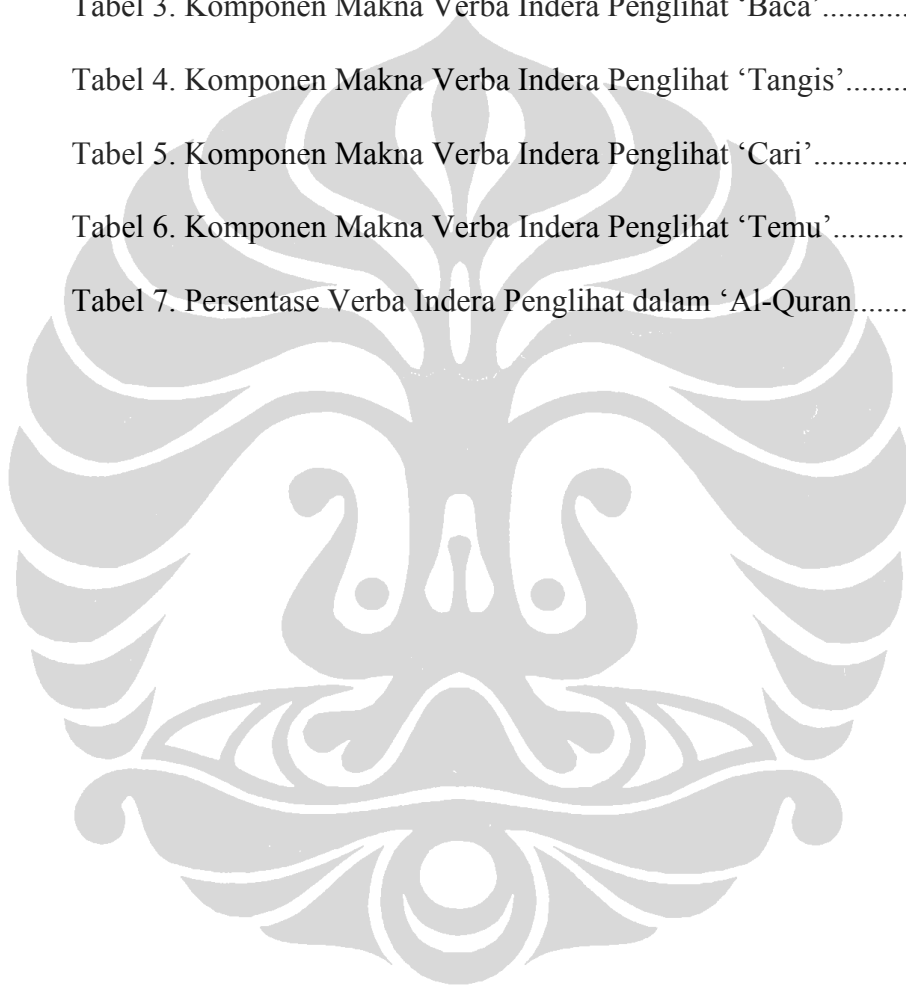 Tabel 3. Komponen Makna Verba Indera Penglihat ‘Baca’...........
Tabel 4. Komponen Makna Verba Indera Penglihat ‘Tangis’........
Tabel 5. Komponen Makna Verba Indera Penglihat ‘Cari’............
Tabel 6. Komponen Makna Verba Indera Penglihat ‘Temu’.........
Tabel 7. Persentase Verba Indera Penglihat dalam ‘Al-Quran.......